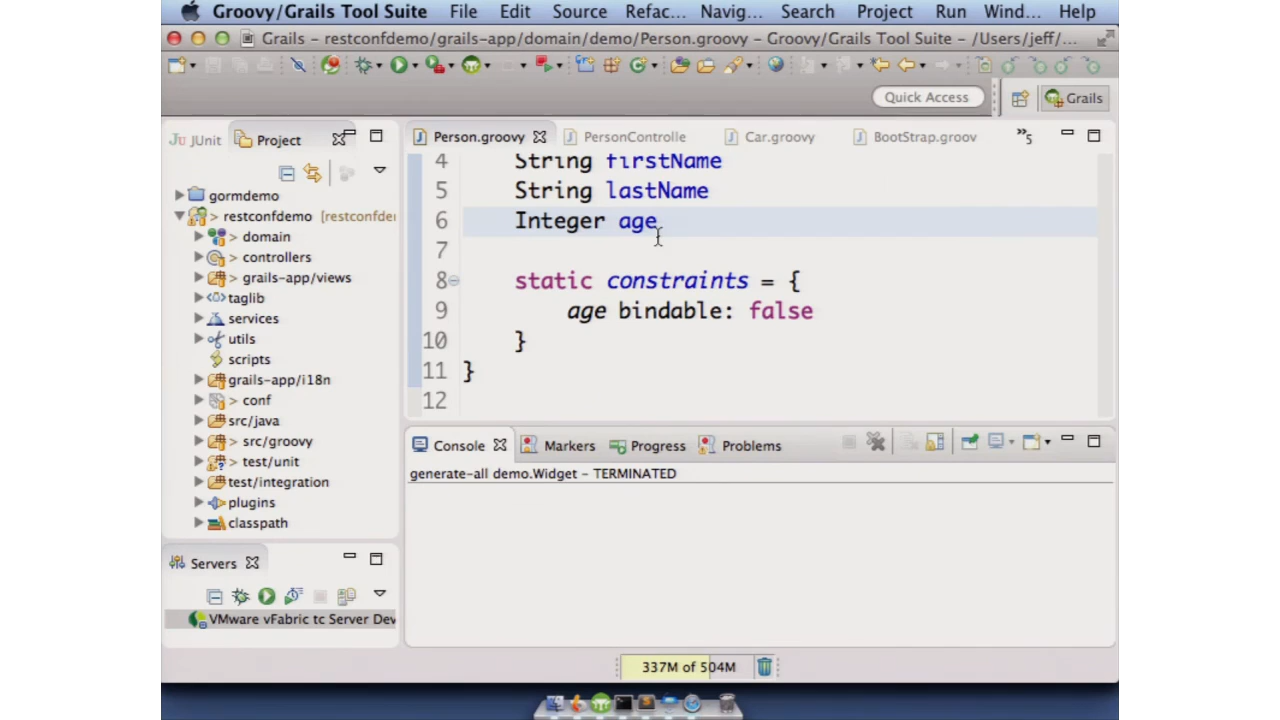 Groovy/Grails Tool Suite File Edit Source Refac... Navig... Search Project Run Wind... Help
Grails – restconfdemo/grails-app/domain/demo/Person.groovy – Groovy/Grails Tool Suite – /Users/jeff/...
Quick Access
Grails
JUnit
Project
gormdemo
> restconfdemo [restconfde
> domain
> controllers
> grails-app/views
taglib
services
utils
scripts
grails-app/i18n
> conf
src/java
> src/groovy
> test/unit
test/integration
plugins
classpath
Servers
VMware vFabric tc Server Dev
Person.groovy PersonControlle Car.groovy BootStrap.groov »5
4 String firstName
5 String lastName
6 Integer age
7
8 static constraints = {
9 age bindable: false
10 }
11 }
12
Console Markers Progress Problems
generate-all demo.Widget – TERMINATED
337M of 504M